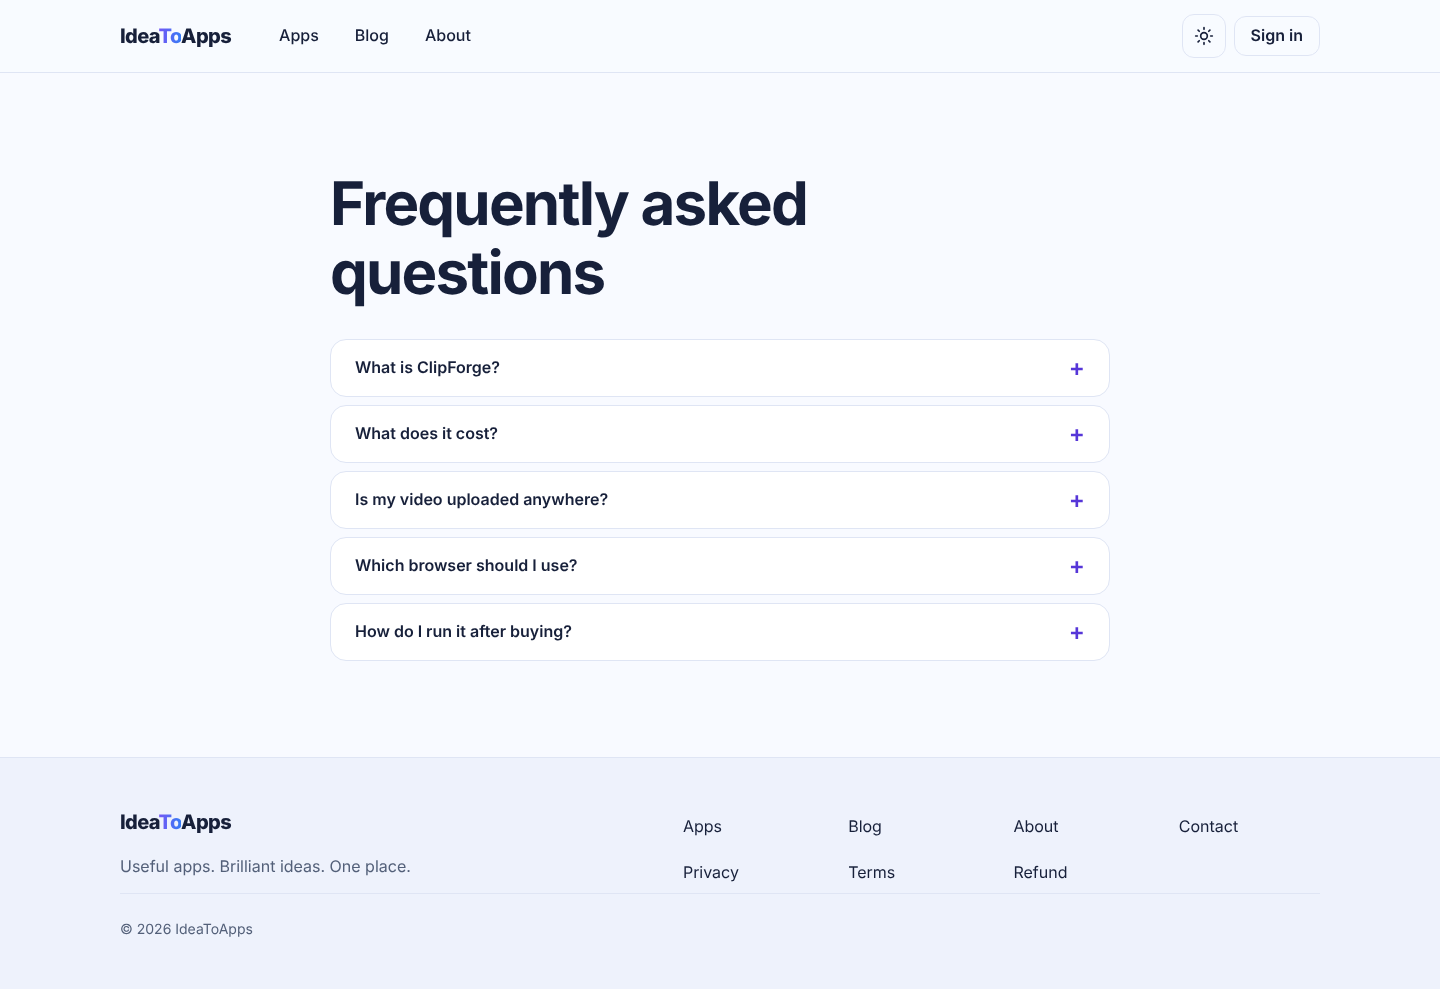 IdeaToApps
Apps
Blog
About
Sign in
Frequently asked
questions
What is ClipForge?
+
What does it cost?
+
Is my video uploaded anywhere?
+
Which browser should I use?
+
How do I run it after buying?
+
IdeaToApps
Useful apps. Brilliant ideas. One place.
Apps
Blog
About
Contact
Privacy
Terms
Refund
© 2026 IdeaToApps